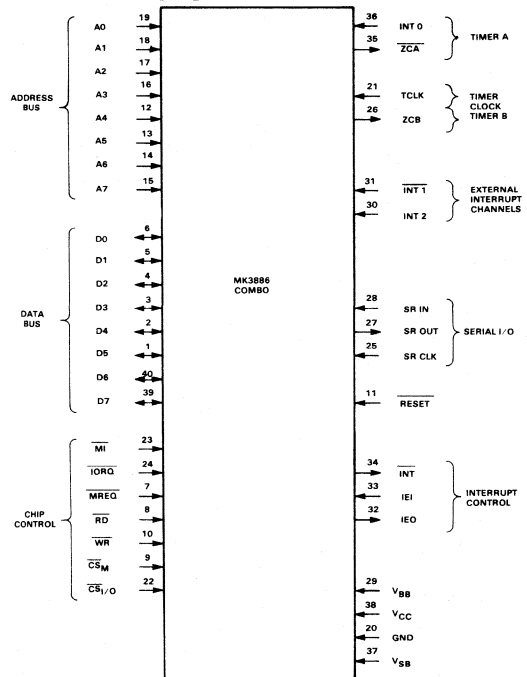 19
A0
18
A1
17
A2
16
A3
12
A4
13
A5
14
A6
15
A7
ADDRESS
BUS
6
D0
5
D1
4
D2
3
D3
2
D4
1
D5
40
D6
39
D7
DATA
BUS
23
MI
24
IORQ
7
MREQ
8
RD
10
WR
9
CSM
22
CSI/O
CHIP
CONTROL
MK3886
COMBO
36
INT 0
35
ZCA
TIMER A
21
TCLK
TIMER
CLOCK
26
ZCB
TIMER B
31
INT 1
30
INT 2
EXTERNAL
INTERRUPT
CHANNELS
28
SR IN
27
SR OUT
25
SR CLK
SERIAL I/O
11
RESET
34
INT
33
IEI
32
IEO
INTERRUPT
CONTROL
29
VBB
38
VCC
20
GND
37
VSB